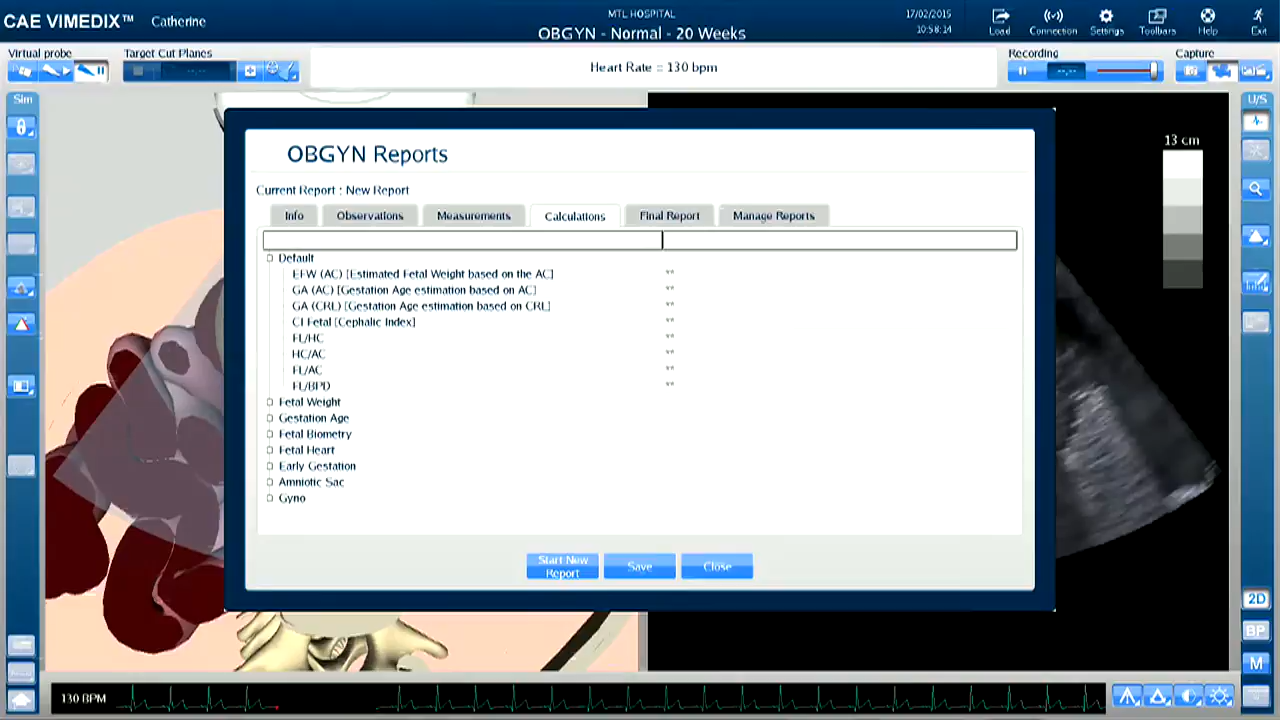 CAE VIMEDIX™ Catherine
MTL HOSPITAL
OBGYN - Normal - 20 Weeks
17/02/2015
10:58:14
Load
Connection
Settings
Toolbars
Help
Exit
Virtual probe
Target Cut Planes
Heart Rate = 130 bpm
Recording
Capture
Sim
U/S
13 cm
OBGYN Reports
Current Report : New Report
Info
Observations
Measurements
Calculations
Final Report
Manage Reports
Default
EFW (AC) [Estimated Fetal Weight based on the AC] **
GA (AC) [Gestation Age estimation based on AC] **
GA (CRL) [Gestation Age estimation based on CRL] **
CI Fetal [Cephalic Index] **
FL/HC **
HC/AC **
FL/AC **
FL/BPD **
Fetal Weight
Gestation Age
Fetal Biometry
Fetal Heart
Early Gestation
Amniotic Sac
Gyno
Start New
Report
Save
Close
2D
BP
M
130 BPM